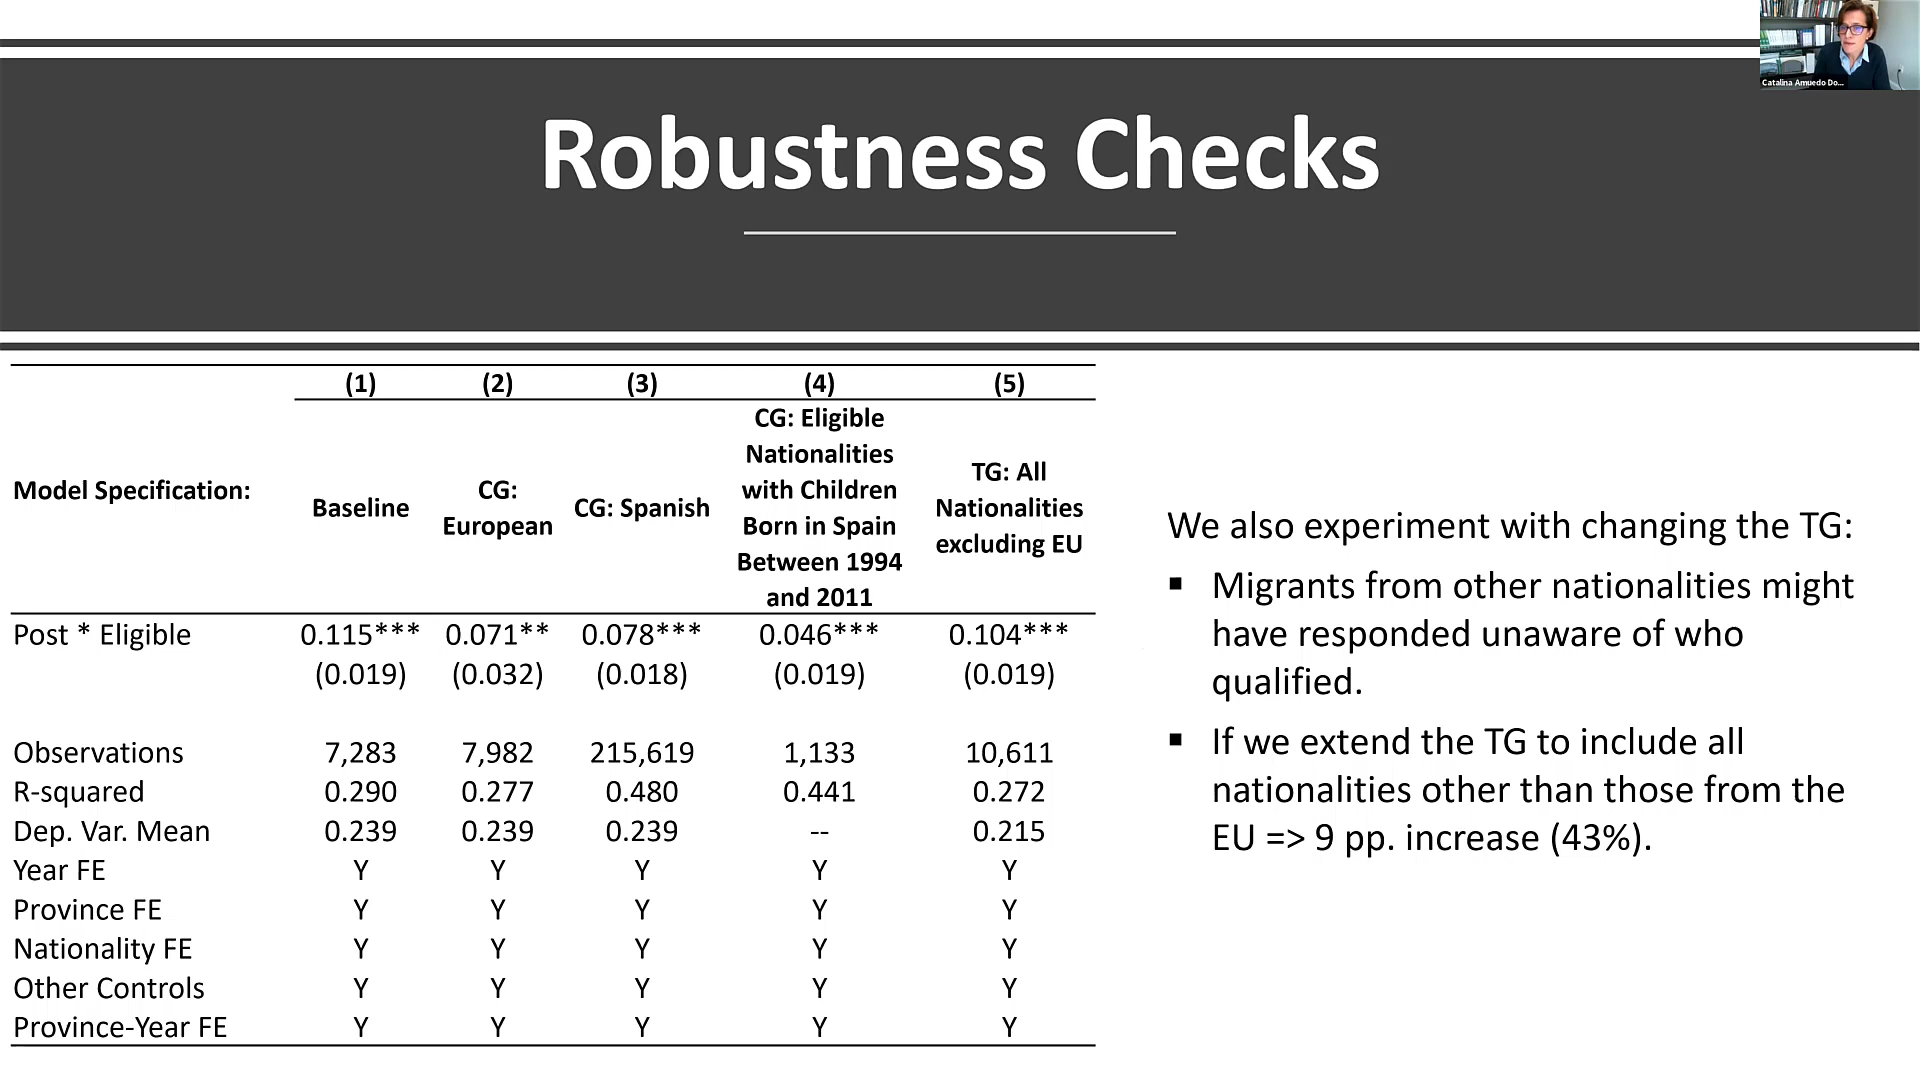 Catalina Amuedo Do...
Robustness Checks
(1) (2) (3) (4) (5)
Model Specification:
Baseline
CG:
European
CG: Spanish
CG: Eligible
Nationalities
with Children
Born in Spain
Between 1994
and 2011
TG: All
Nationalities
excluding EU
Post * Eligible 0.115*** 0.071** 0.078*** 0.046*** 0.104***
(0.019) (0.032) (0.018) (0.019) (0.019)
Observations 7,283 7,982 215,619 1,133 10,611
R-squared 0.290 0.277 0.480 0.441 0.272
Dep. Var. Mean 0.239 0.239 0.239 -- 0.215
Year FE Y Y Y Y Y
Province FE Y Y Y Y Y
Nationality FE Y Y Y Y Y
Other Controls Y Y Y Y Y
Province-Year FE Y Y Y Y Y
We also experiment with changing the TG:
▪ Migrants from other nationalities might
have responded unaware of who
qualified.
▪ If we extend the TG to include all
nationalities other than those from the
EU => 9 pp. increase (43%).